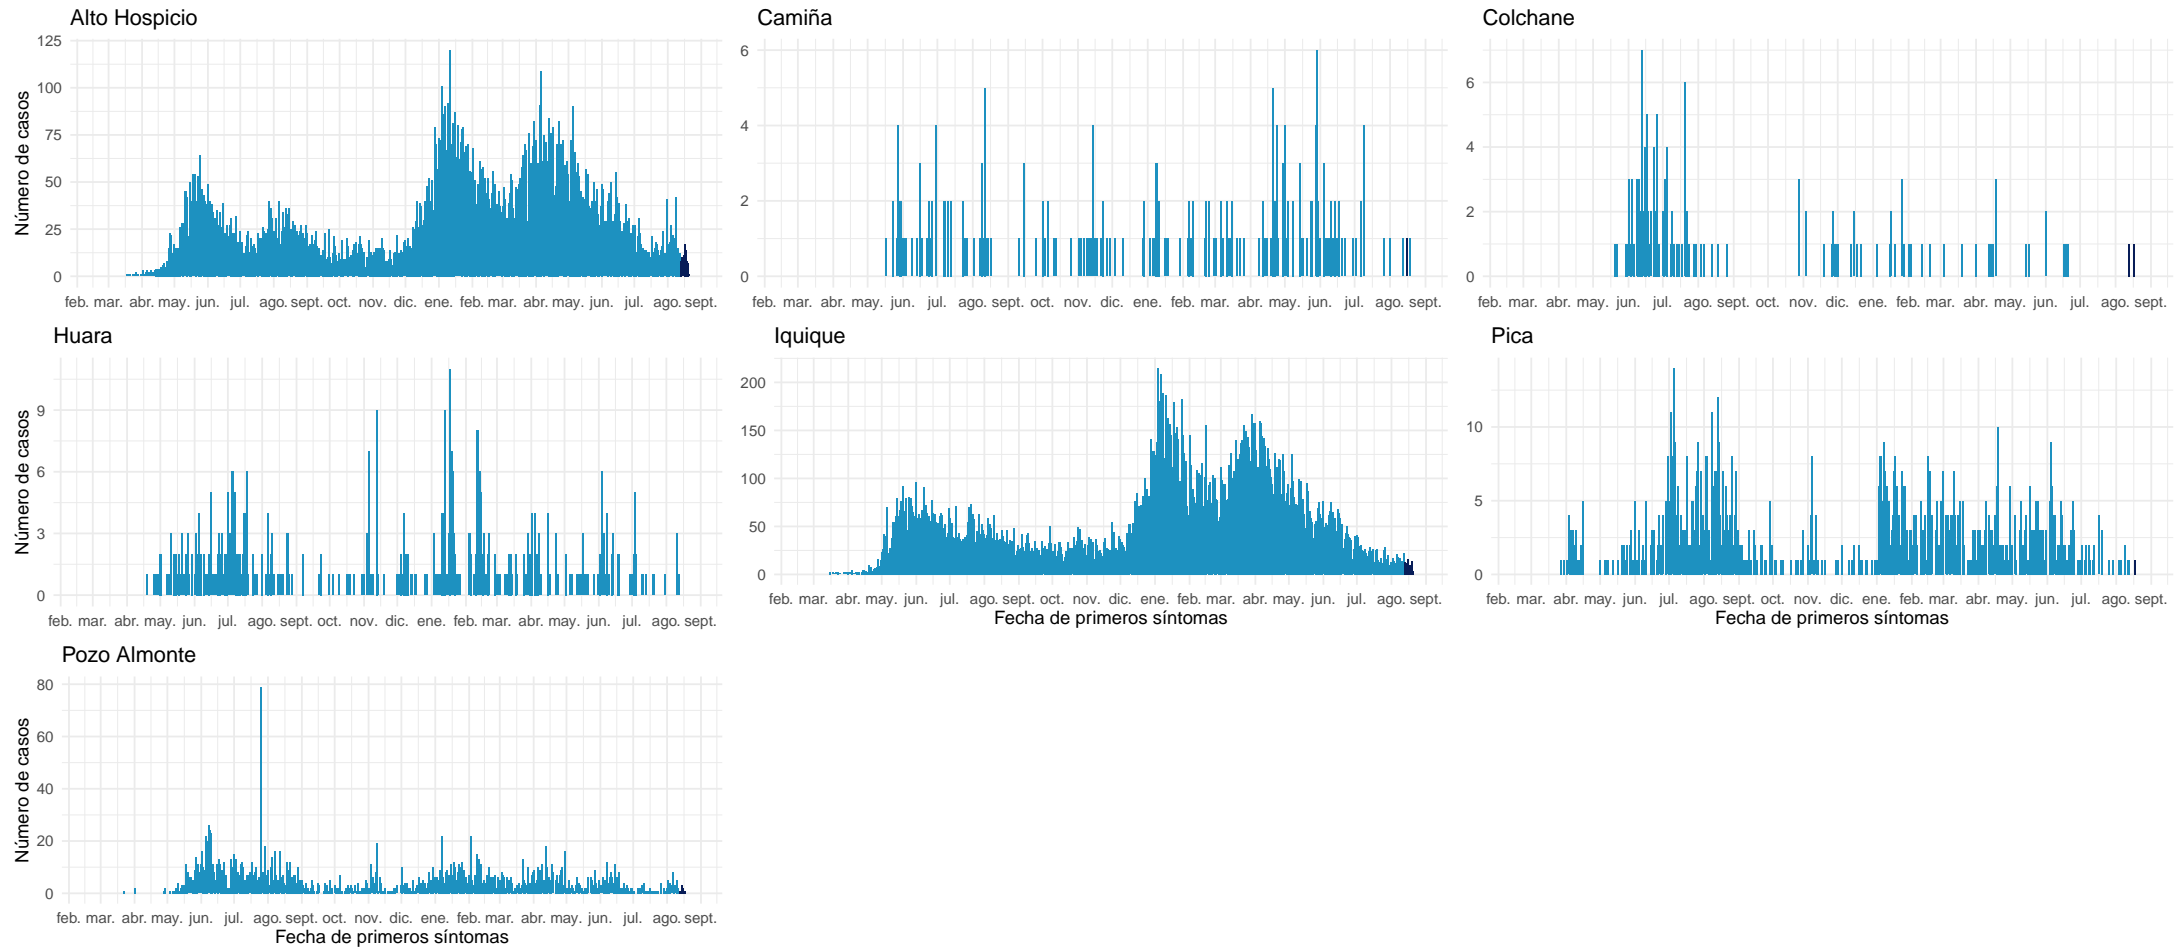 Alto Hospicio
Número de casos
125
100
75
50
25
0
feb. mar. abr. may. jun. jul. ago. sept. oct. nov. dic. ene. feb. mar. abr. may. jun. jul. ago. sept.
Camiña
6
4
2
0
feb. mar. abr. may. jun. jul. ago. sept. oct. nov. dic. ene. feb. mar. abr. may. jun. jul. ago. sept.
Colchane
6
4
2
0
feb. mar. abr. may. jun. jul. ago. sept. oct. nov. dic. ene. feb. mar. abr. may. jun. jul. ago. sept.
Huara
Número de casos
9
6
3
0
feb. mar. abr. may. jun. jul. ago. sept. oct. nov. dic. ene. feb. mar. abr. may. jun. jul. ago. sept.
Iquique
200
150
100
50
0
feb. mar. abr. may. jun. jul. ago. sept. oct. nov. dic. ene. feb. mar. abr. may. jun. jul. ago. sept.
Fecha de primeros síntomas
Pica
10
5
0
feb. mar. abr. may. jun. jul. ago. sept. oct. nov. dic. ene. feb. mar. abr. may. jun. jul. ago. sept.
Fecha de primeros síntomas
Pozo Almonte
Número de casos
80
60
40
20
0
feb. mar. abr. may. jun. jul. ago. sept. oct. nov. dic. ene. feb. mar. abr. may. jun. jul. ago. sept.
Fecha de primeros síntomas